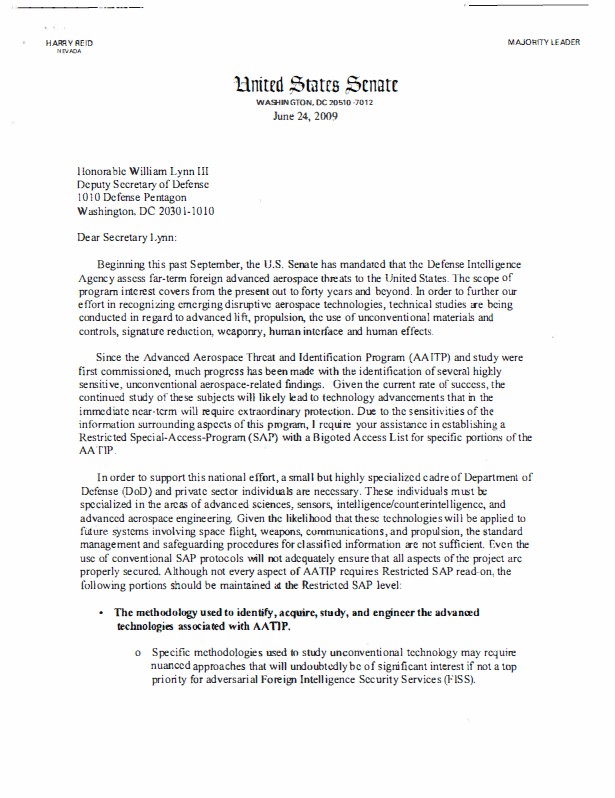 HARRY REID
NEVADA
MAJORITY LEADER
United States Senate
WASHINGTON, DC 20510-7012
June 24, 2009
Honorable William Lynn III
Deputy Secretary of Defense
1010 Defense Pentagon
Washington, DC 20301-1010
Dear Secretary Lynn:
Beginning this past September, the U.S. Senate has mandated that the Defense Intelligence
Agency assess far-term foreign advanced aerospace threats to the United States. The scope of
program interest covers from the present out to forty years and beyond. In order to further our
effort in recognizing emerging disruptive aerospace technologies, technical studies are being
conducted in regard to advanced lift, propulsion, the use of unconventional materials and
controls, signature reduction, weaponry, human interface and human effects.
Since the Advanced Aerospace Threat and Identification Program (AAITP) and study were
first commissioned, much progress has been made with the identification of several highly
sensitive, unconventional aerospace-related findings. Given the current rate of success, the
continued study of these subjects will likely lead to technology advancements that in the
immediate near-term will require extraordinary protection. Due to the sensitivities of the
information surrounding aspects of this program, I require your assistance in establishing a
Restricted Special-Access-Program (SAP) with a Bigoted Access List for specific portions of the
AATIP.
In order to support this national effort, a small but highly specialized cadre of Department of
Defense (DoD) and private sector individuals are necessary. These individuals must be
specialized in the areas of advanced sciences, sensors, intelligence/counterintelligence, and
advanced aerospace engineering. Given the likelihood that these technologies will be applied to
future systems involving space flight, weapons, communications, and propulsion, the standard
management and safeguarding procedures for classified information are not sufficient. Even the
use of conventional SAP protocols will not adequately ensure that all aspects of the project are
properly secured. Although not every aspect of AATIP requires Restricted SAP read-on, the
following portions should be maintained at the Restricted SAP level:
• The methodology used to identify, acquire, study, and engineer the advanced
technologies associated with AATIP.
o Specific methodologies used to study unconventional technology may require
nuanced approaches that will undoubtedly be of significant interest if not a top
priority for adversarial Foreign Intelligence Security Services (FISS).